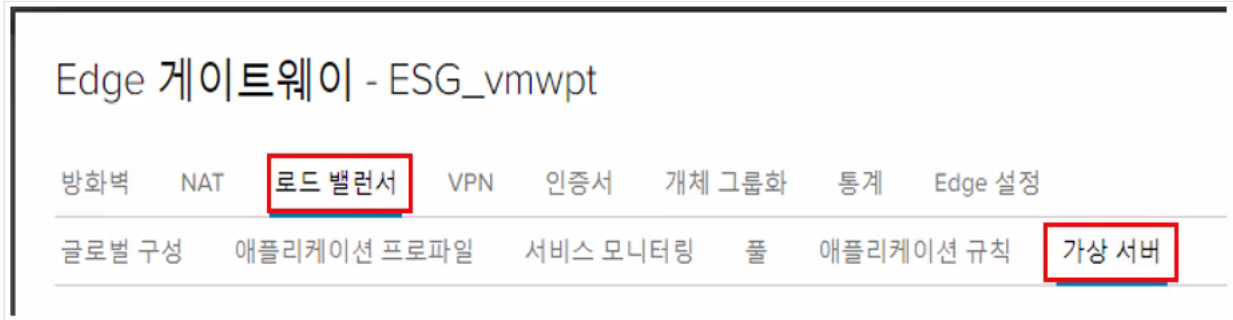 Edge 게이트웨이 - ESG_vmwpt
방화벽 NAT 로드 밸런서 VPN 인증서 개체 그룹화 통계 Edge 설정
글로벌 구성 애플리케이션 프로파일 서비스 모니터링 풀 애플리케이션 규칙 가상 서버